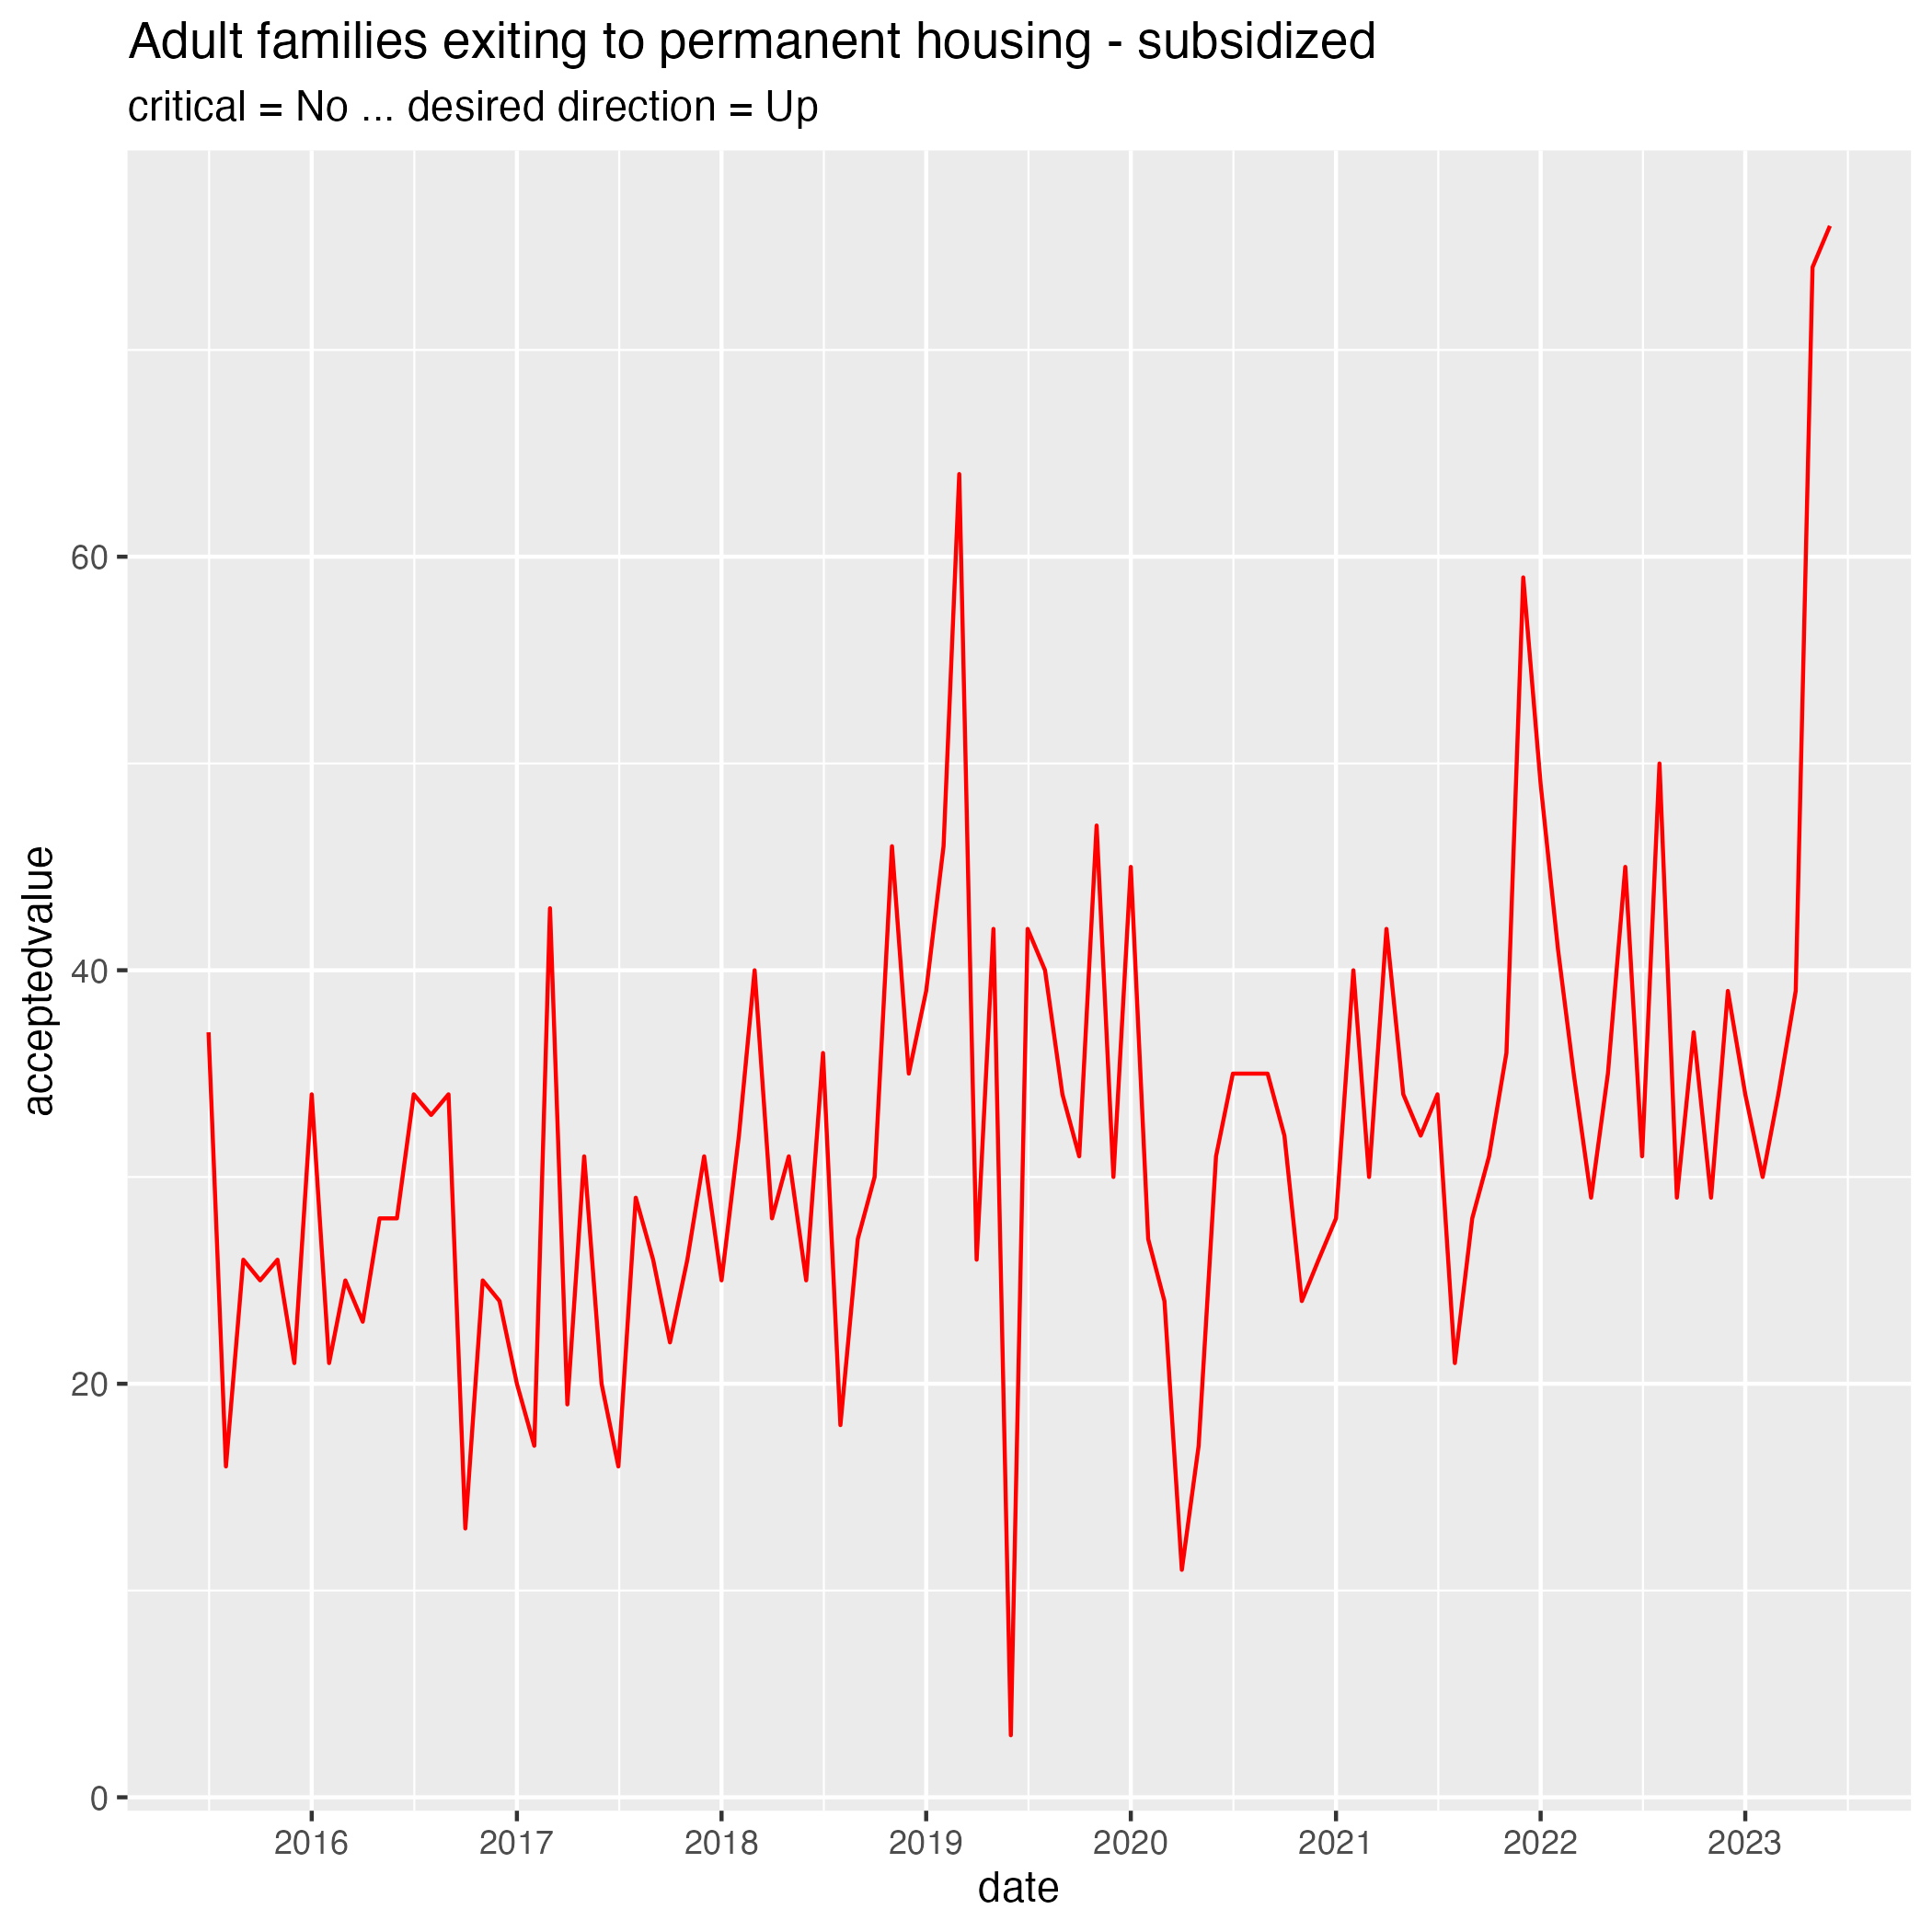 Adult families exiting to permanent housing - subsidized
critical = No ... desired direction = Up
acceptedvalue
60
40
20
0
2016 2017 2018 2019 2020 2021 2022 2023
date